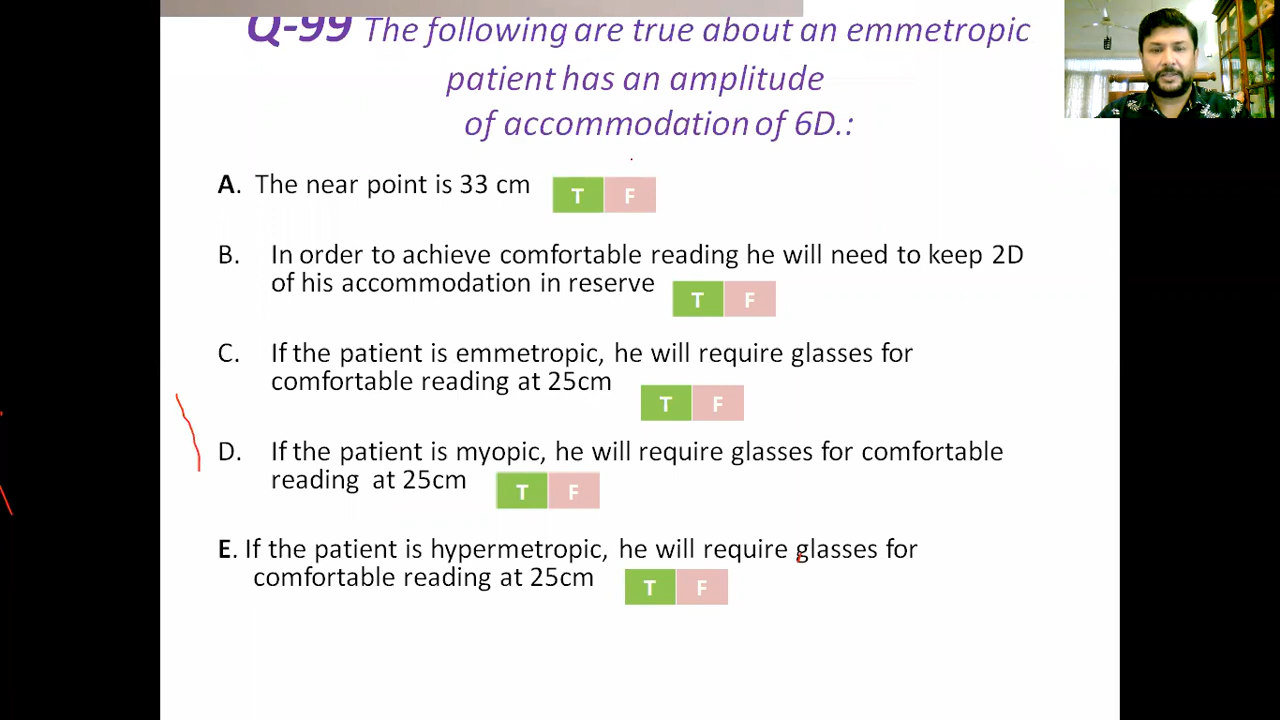 Q-99 The following are true about an emmetropic
patient has an amplitude
of accommodation of 6D.:
A. The near point is 33 cm T F
B. In order to achieve comfortable reading he will need to keep 2D
of his accommodation in reserve T F
C. If the patient is emmetropic, he will require glasses for
comfortable reading at 25cm T F
D. If the patient is myopic, he will require glasses for comfortable
reading at 25cm T F
E. If the patient is hypermetropic, he will require glasses for
comfortable reading at 25cm T F